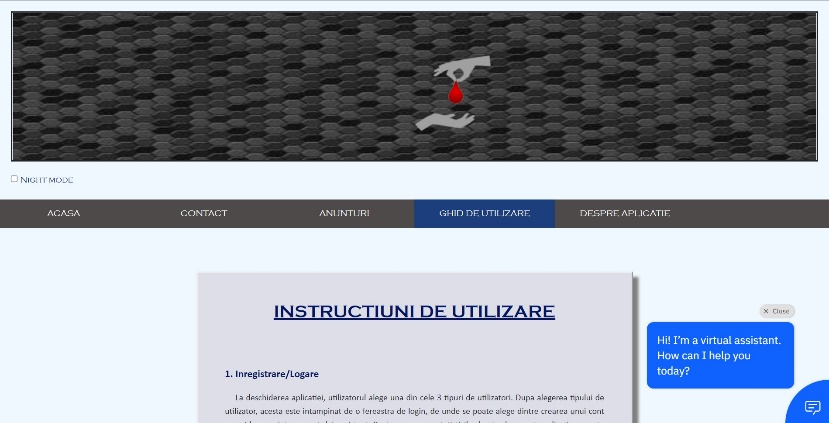 Night mode
ACASA
CONTACT
ANUNTURI
GHID DE UTILIZARE
DESPRE APLICATIE
INSTRUCTIUNI DE UTILIZARE
1. Inregistrare/Logare
La deschiderea aplicatiei, utilizatorul alege una din cele 3 tipuri de utilizatori. Dupa alegerea tipului de
utilizator, acesta este intampinat de o fereastra de login, de unde se poate alege dintre crearea unui cont
× Close
Hi! I'm a virtual assistant.
How can I help you
today?